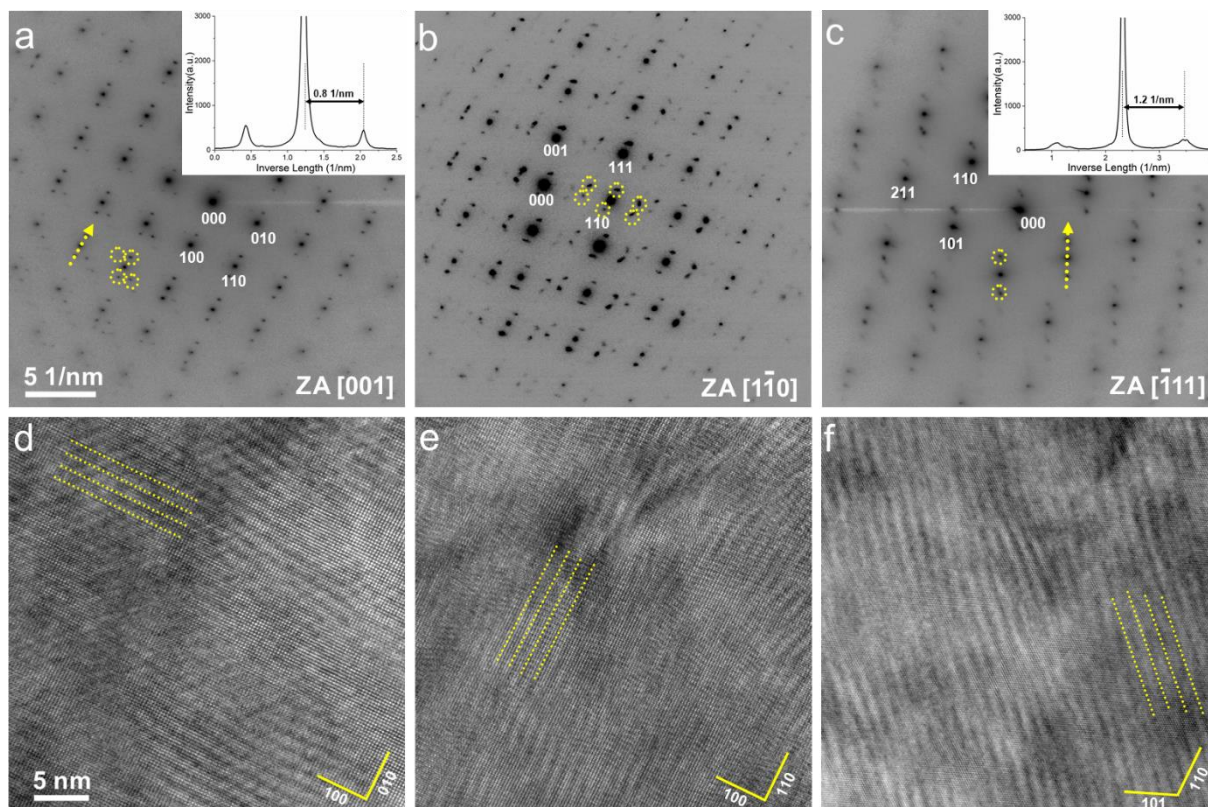 a
3000
2000
1000
0
Intensity(a.u.)
0.8 1/nm
0.0 0.5 1.0 1.5 2.0 2.5
Inverse Length (1/nm)
000
010
100
110
5 1/nm
ZA [001]
b
001
111
000
110
ZA [11̄0]
c
3000
2000
1000
0
Intensity(a.u.)
1.2 1/nm
1 2 3
Inverse Length (1/nm)
110
211
000
101
ZA [1̄11]
d
5 nm
100
010
e
100
110
f
101
110